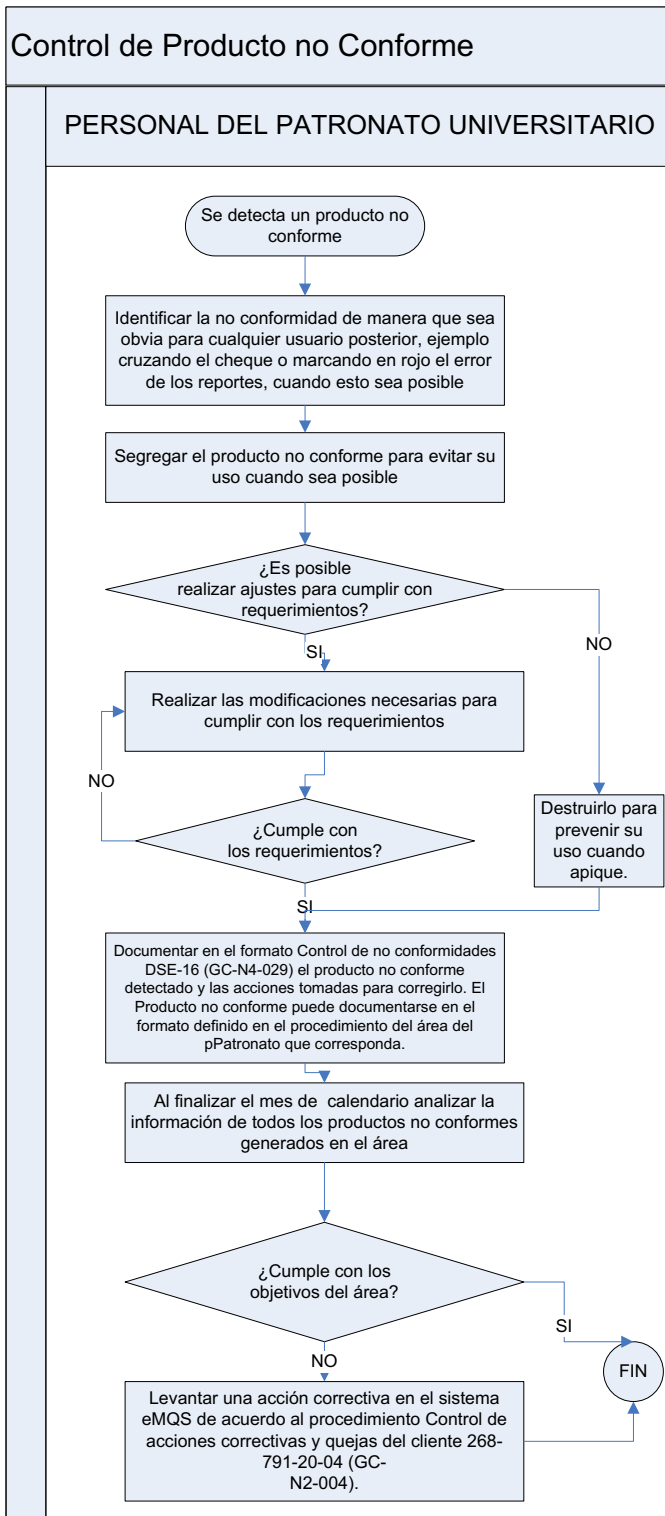 Control de Producto no Conforme
PERSONAL DEL PATRONATO UNIVERSITARIO
Se detecta un producto no
conforme
Identificar la no conformidad de manera que sea
obvia para cualquier usuario posterior, ejemplo
cruzando el cheque o marcando en rojo el error
de los reportes, cuando esto sea posible
Segregar el producto no conforme para evitar su
uso cuando sea posible
¿Es posible
realizar ajustes para cumplir con
requerimientos?
SI
NO
Realizar las modificaciones necesarias para
cumplir con los requerimientos
NO
¿Cumple con
los requerimientos?
Destruirlo para
prevenir su
uso cuando
apique.
SI
Documentar en el formato Control de no conformidades
DSE-16 (GC-N4-029) el producto no conforme
detectado y las acciones tomadas para corregirlo. El
Producto no conforme puede documentarse en el
formato definido en el procedimiento del área del
pPatronato que corresponda.
Al finalizar el mes de calendario analizar la
información de todos los productos no conformes
generados en el área
¿Cumple con los
objetivos del área?
SI
NO
FIN
Levantar una acción correctiva en el sistema
eMQS de acuerdo al procedimiento Control de
acciones correctivas y quejas del cliente 268-
791-20-04 (GC-
N2-004).